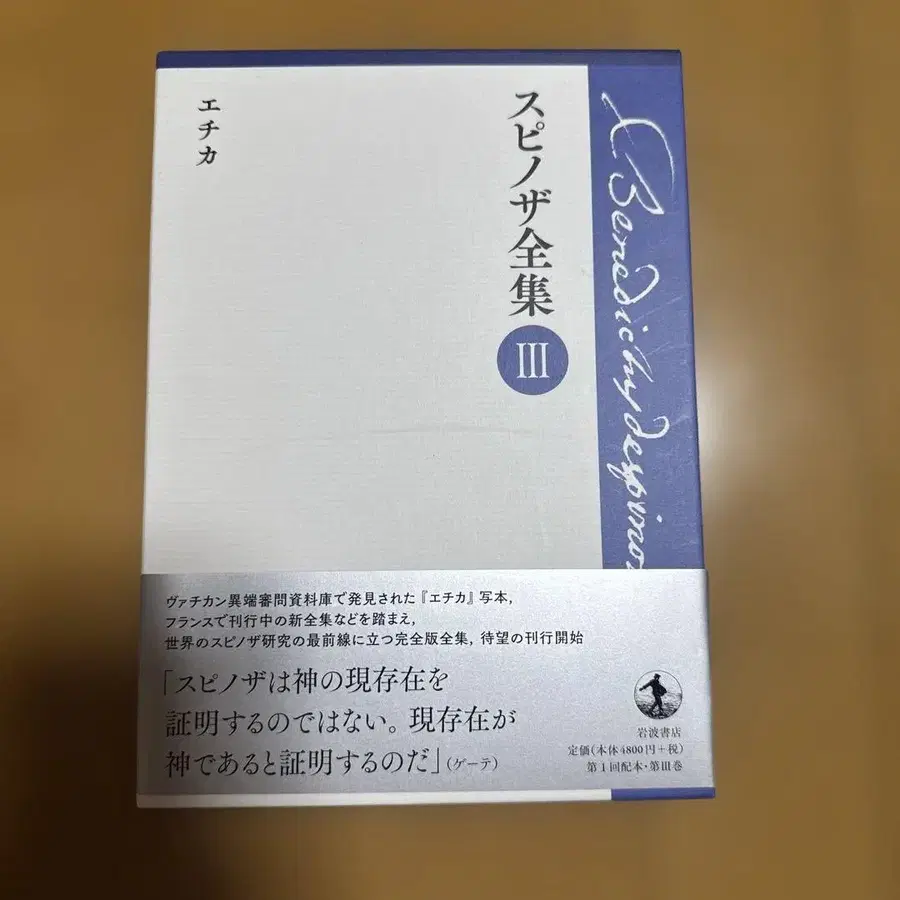 スピノザ全集
III
エチカ
Benedictus de Spinoz
ヴァチカン異端審問資料庫で発見された『エチカ』写本,
フランスで刊行中の新全集などを踏まえ,
世界のスピノザ研究の最前線に立つ完全版全集, 待望の刊行開始
「スピノザは神の現存在を
証明するのではない。現存在が
神であると証明するのだ」(ゲーテ)
岩波書店
定価(本体4800円+税)
第1回配本・第III巻